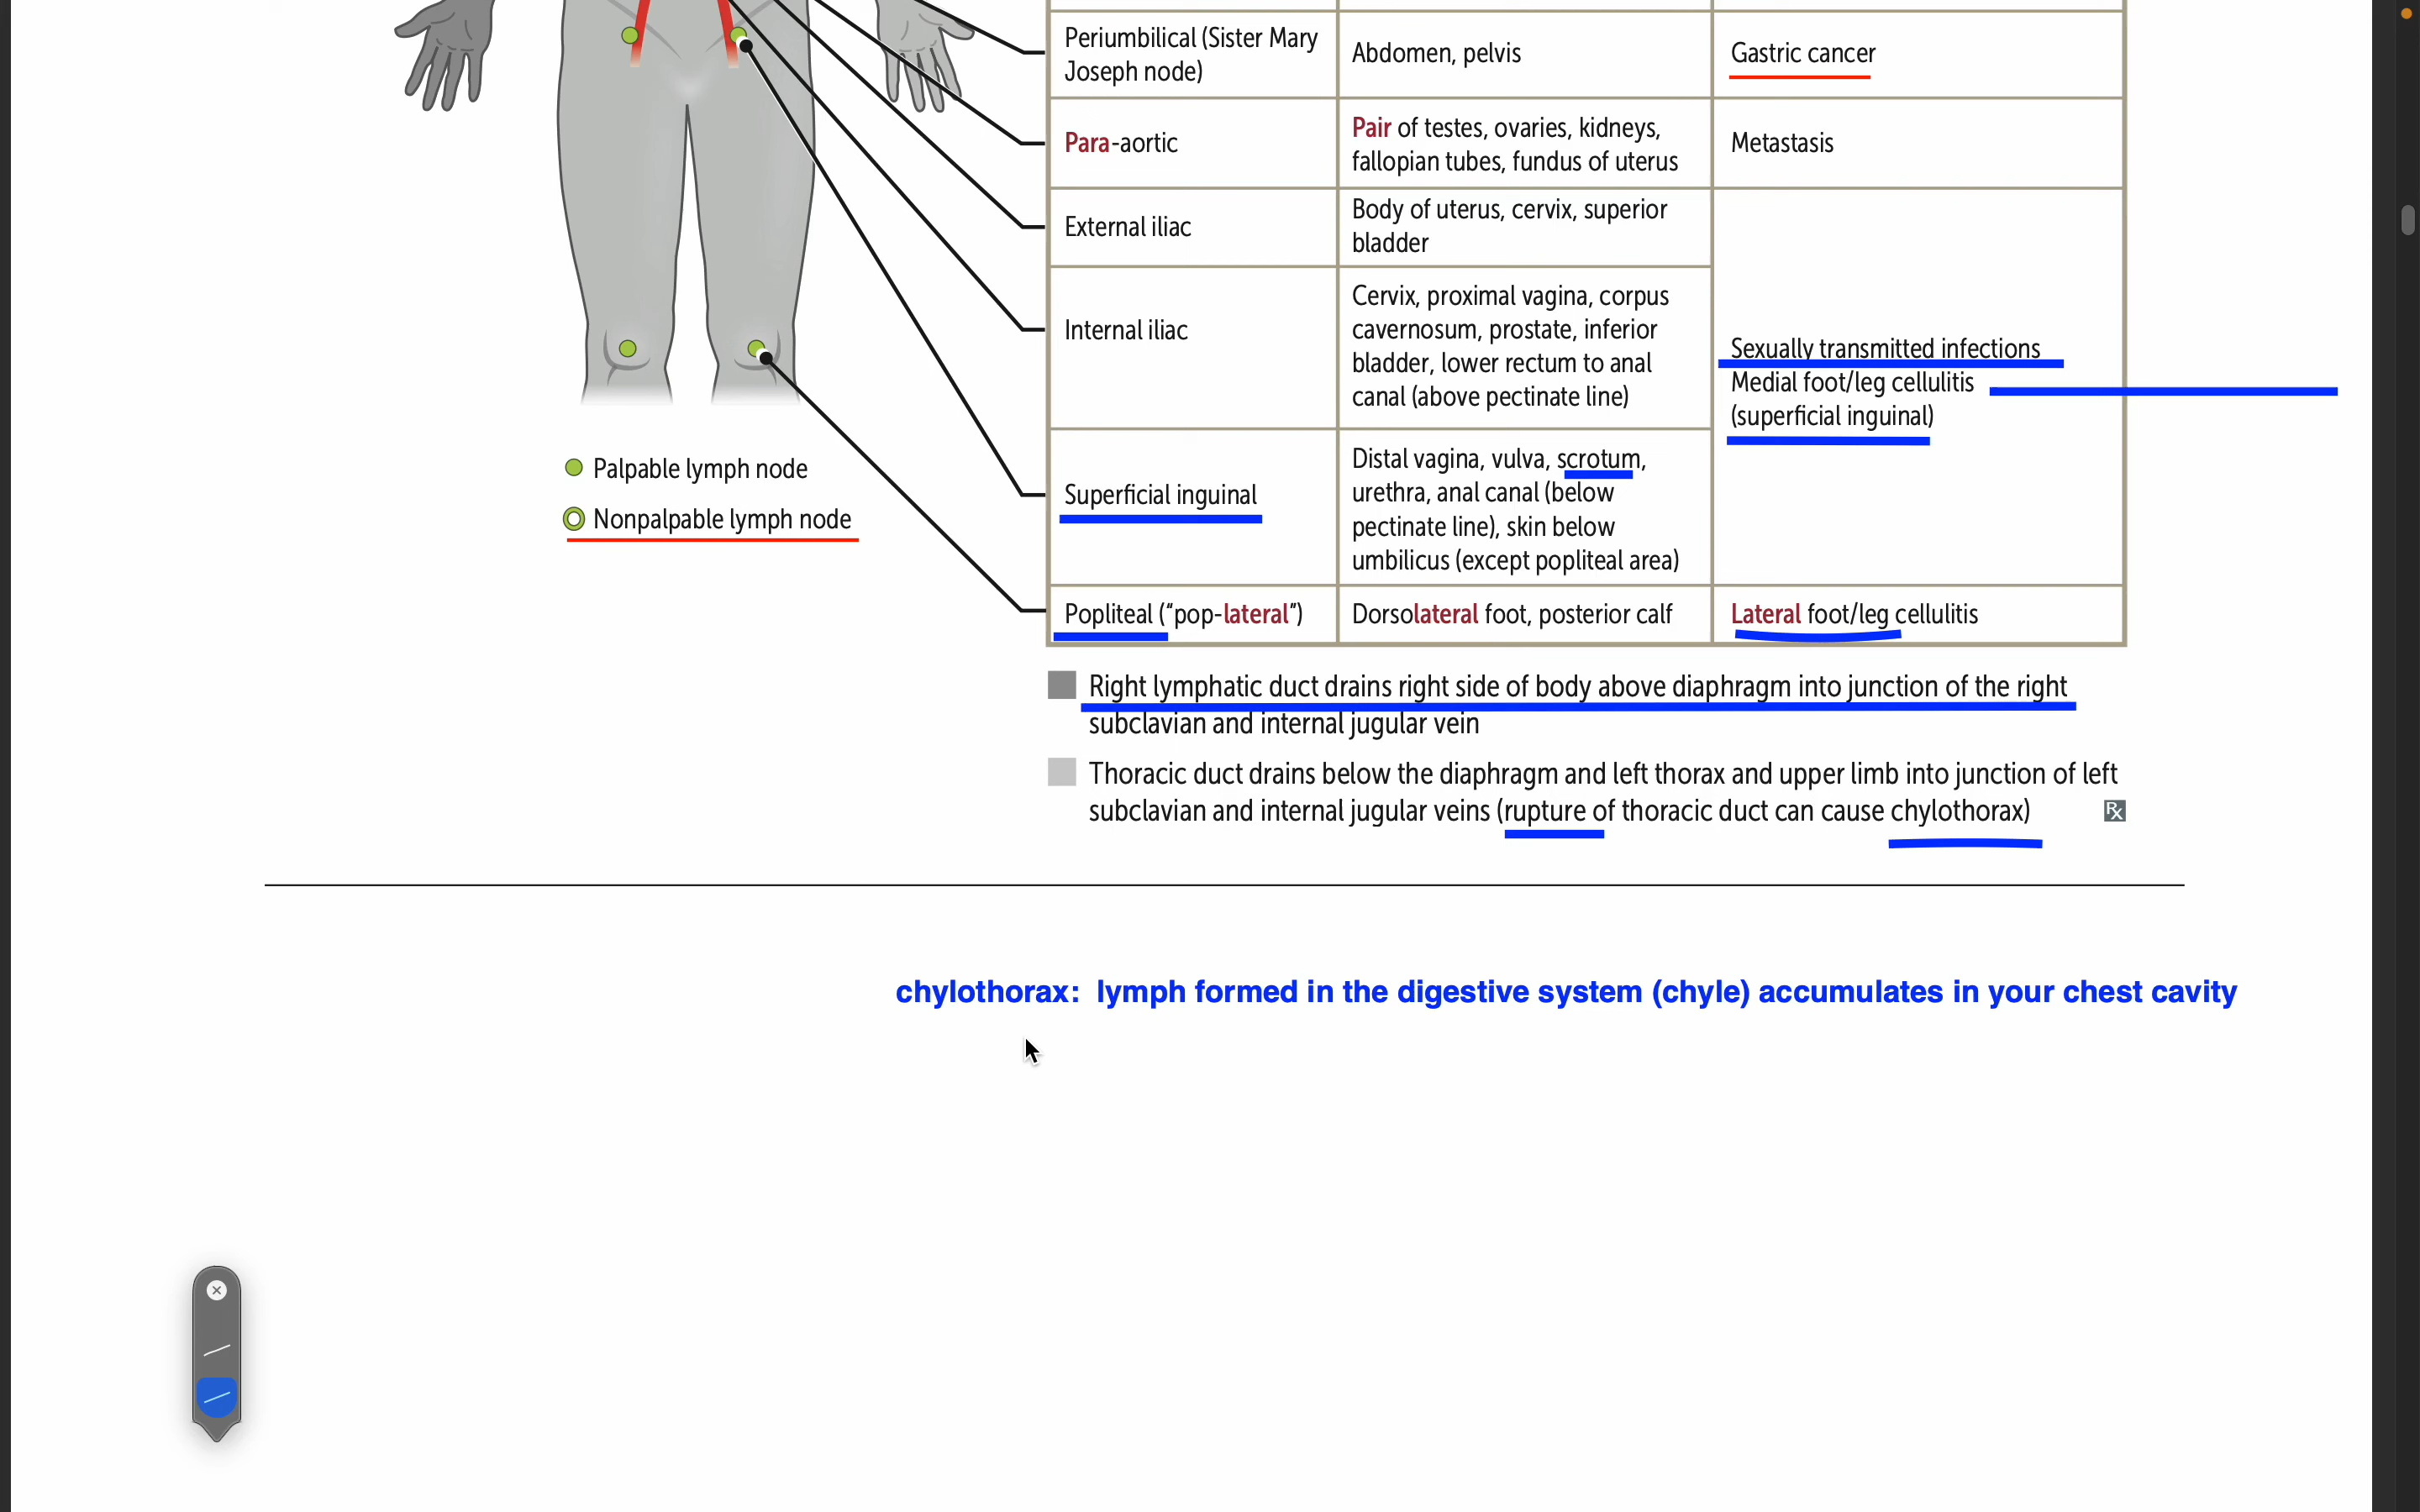 Periumbilical (Sister Mary
Joseph node)
Abdomen, pelvis
Gastric cancer
Para-aortic
Pair of testes, ovaries, kidneys,
fallopian tubes, fundus of uterus
Metastasis
External iliac
Body of uterus, cervix, superior
bladder
Internal iliac
Cervix, proximal vagina, corpus
cavernosum, prostate, inferior
bladder, lower rectum to anal
canal (above pectinate line)
Sexually transmitted infections
Medial foot/leg cellulitis
(superficial inguinal)
Superficial inguinal
Distal vagina, vulva, scrotum,
urethra, anal canal (below
pectinate line), skin below
umbilicus (except popliteal area)
Popliteal (“pop-lateral”)
Dorsolateral foot, posterior calf
Lateral foot/leg cellulitis
Palpable lymph node
Nonpalpable lymph node
Right lymphatic duct drains right side of body above diaphragm into junction of the right
subclavian and internal jugular vein
Thoracic duct drains below the diaphragm and left thorax and upper limb into junction of left
subclavian and internal jugular veins (rupture of thoracic duct can cause chylothorax)
Rx
chylothorax: lymph formed in the digestive system (chyle) accumulates in your chest cavity